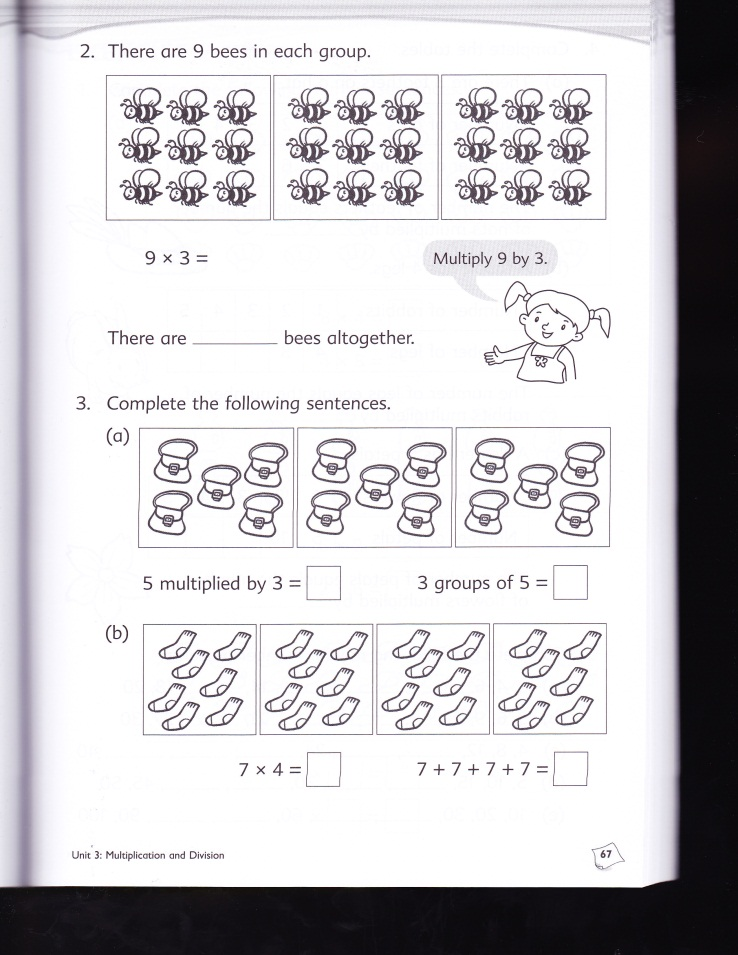 2. There are 9 bees in each group.
9 × 3 =
Multiply 9 by 3.
There are ________ bees altogether.
3. Complete the following sentences.
(a)
5 multiplied by 3 =
3 groups of 5 =
(b)
7 × 4 =
7 + 7 + 7 + 7 =
Unit 3: Multiplication and Division
67